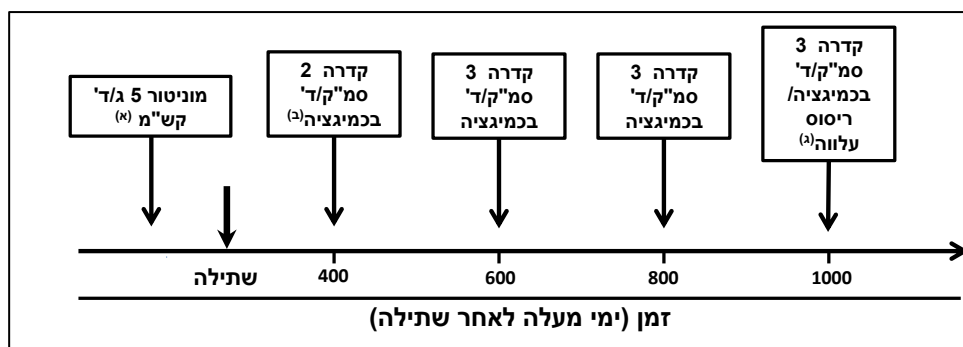 מוניטור 5 ג/ד'
קש"מ (א)
קדרה 2
סמ"ק/ד'
בכמיגציה(ב)
קדרה 3
סמ"ק/ד'
בכמיגציה
קדרה 3
סמ"ק/ד'
בכמיגציה
קדרה 3
סמ"ק/ד'
בכמיגציה/
ריסוס
עלווה(ג)
שתילה 400 600 800 1000
זמן (ימי מעלה לאחר שתילה)